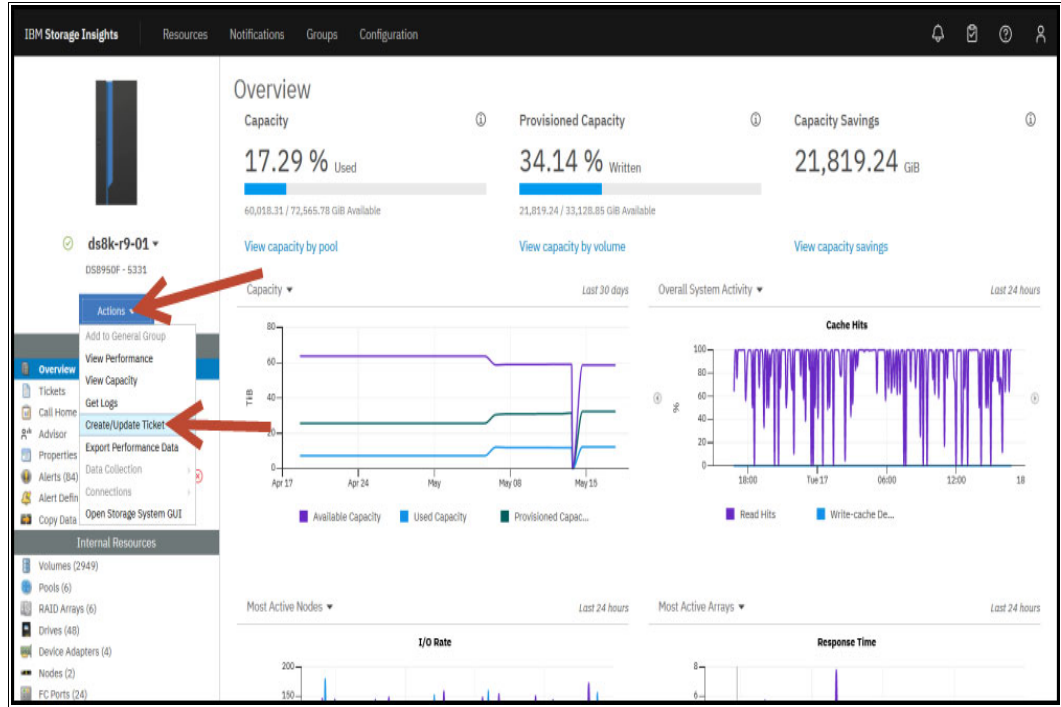 IBM Storage Insights Resources Notifications Groups Configuration
ds8k-r9-01
DS8950F - 5331
Actions
Add to General Group
View Performance
View Capacity
Get Logs
Create/Update Ticket
Export Performance Data
Data Collection
Connections
Open Storage System GUI
Overview
Tickets
Call Home
Advisor
Properties
Alerts (84)
Alert Defin
Copy Data
Internal Resources
Volumes (2949)
Pools (6)
RAID Arrays (6)
Drives (48)
Device Adapters (4)
Nodes (2)
FC Ports (24)
Overview
Capacity
17.29 % Used
60,018.31 / 72,565.78 GiB Available
View capacity by pool
Provisioned Capacity
34.14 % Written
21,819.24 / 33,128.85 GiB Available
View capacity by volume
Capacity Savings
21,819.24 GiB
View capacity savings
Capacity Last 30 days
80
60
40
20
0
TiB
Apr 17 Apr 24 May May 08 May 15
Available Capacity Used Capacity Provisioned Capac...
Overall System Activity Last 24 hours
Cache Hits
100
80
60
40
20
0
%
18:00 Tue 17 06:00 12:00 18
Read Hits Write-cache De...
Most Active Nodes Last 24 hours
I/O Rate
200
150
Most Active Arrays Last 24 hours
Response Time
8
6